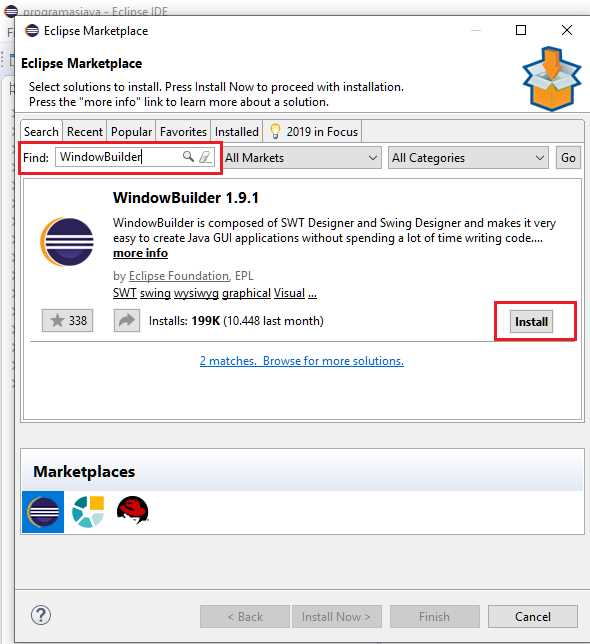 programasjava - Eclipse IDE
Eclipse Marketplace
Eclipse Marketplace
Select solutions to install. Press Install Now to proceed with installation.
Press the "more info" link to learn more about a solution.
Search Recent Popular Favorites Installed 2019 in Focus
Find: WindowBuilder All Markets All Categories Go
WindowBuilder 1.9.1
WindowBuilder is composed of SWT Designer and Swing Designer and makes it very
easy to create Java GUI applications without spending a lot of time writing code....
more info
by Eclipse Foundation, EPL
SWT swing wysiwyg graphical Visual ...
338 Installs: 199K (10.448 last month) Install
2 matches. Browse for more solutions.
Marketplaces
? < Back Install Now > Finish Cancel